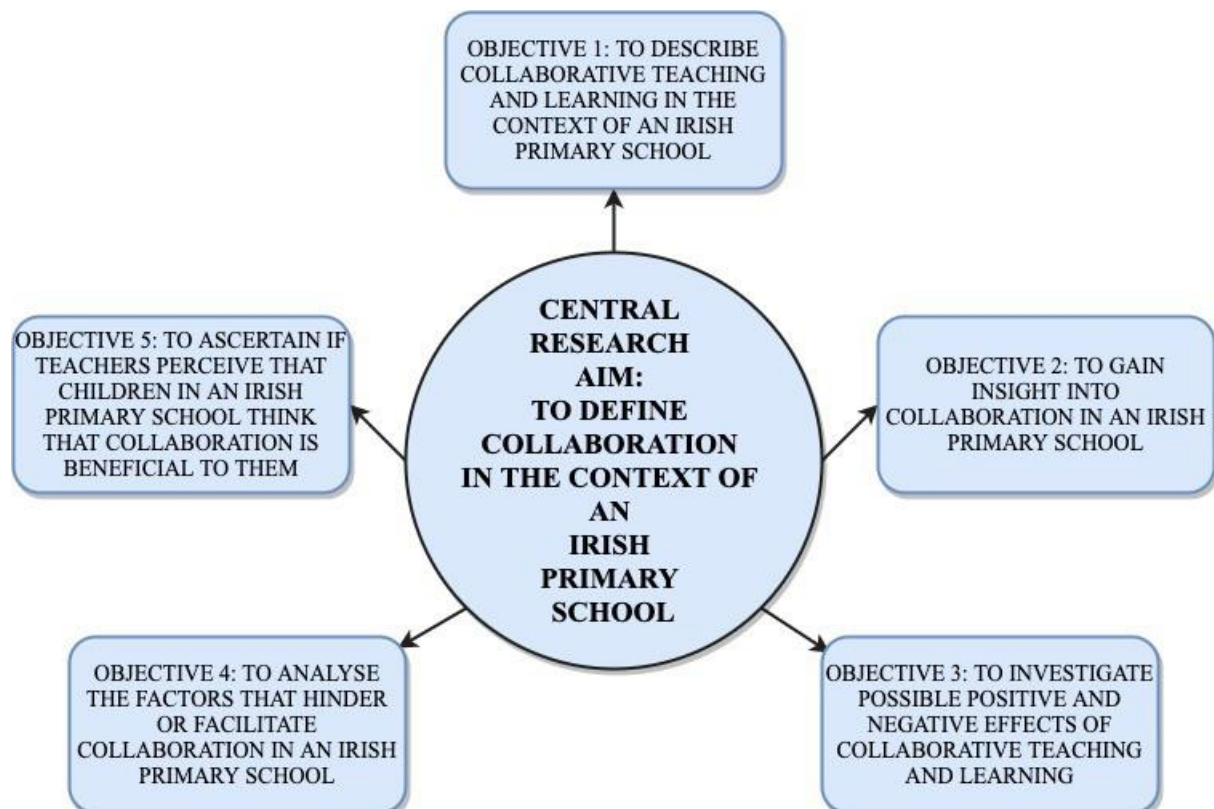 OBJECTIVE 1: TO DESCRIBE
COLLABORATIVE TEACHING
AND LEARNING IN THE
CONTEXT OF AN IRISH
PRIMARY SCHOOL
CENTRAL
RESEARCH
AIM:
TO DEFINE
COLLABORATION
IN THE CONTEXT OF
AN
IRISH
PRIMARY
SCHOOL
OBJECTIVE 2: TO GAIN
INSIGHT INTO
COLLABORATION IN AN IRISH
PRIMARY SCHOOL
OBJECTIVE 3: TO INVESTIGATE
POSSIBLE POSITIVE AND
NEGATIVE EFFECTS OF
COLLABORATIVE TEACHING
AND LEARNING
OBJECTIVE 4: TO ANALYSE
THE FACTORS THAT HINDER
OR FACILITATE
COLLABORATION IN AN IRISH
PRIMARY SCHOOL
OBJECTIVE 5: TO ASCERTAIN IF
TEACHERS PERCEIVE THAT
CHILDREN IN AN IRISH
PRIMARY SCHOOL THINK
THAT COLLABORATION IS
BENEFICIAL TO THEM